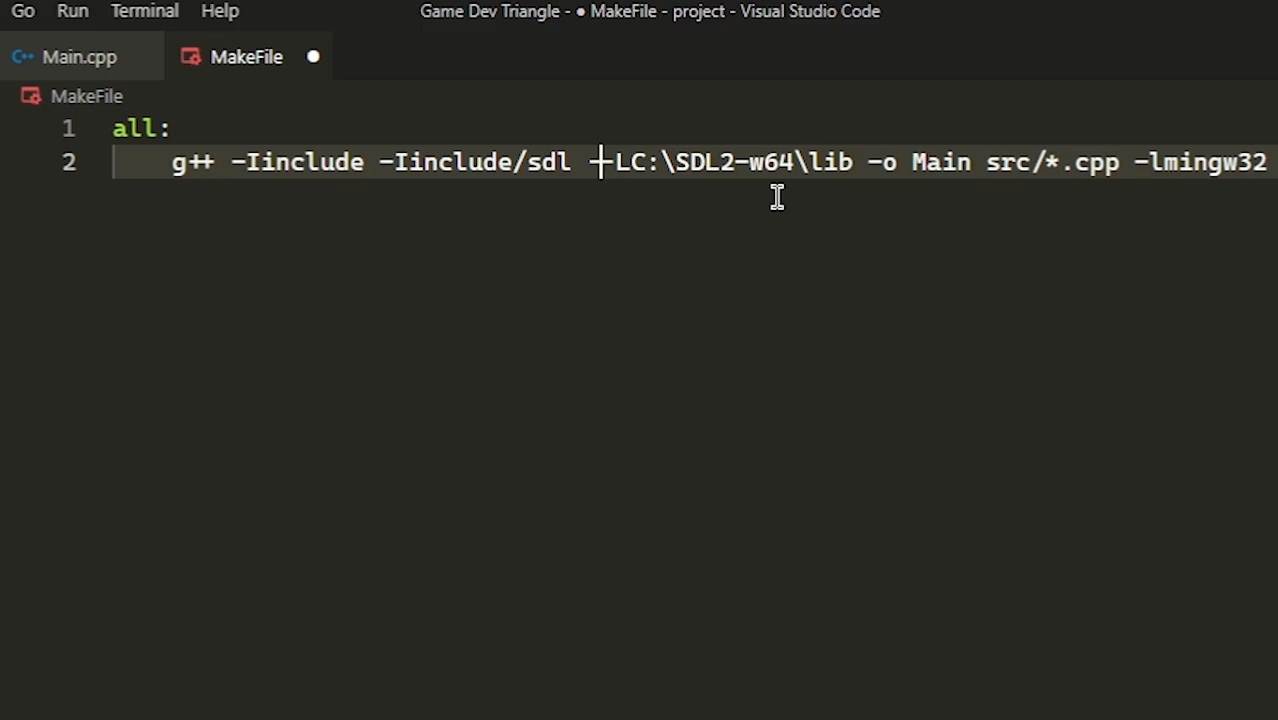 Go Run Terminal Help Game Dev Triangle - ● MakeFile - project - Visual Studio Code
Main.cpp MakeFile
MakeFile
1 all:
2 g++ -Iinclude -Iinclude/sdl --LC:\SDL2-w64\lib -o Main src/*.cpp -lmingw32